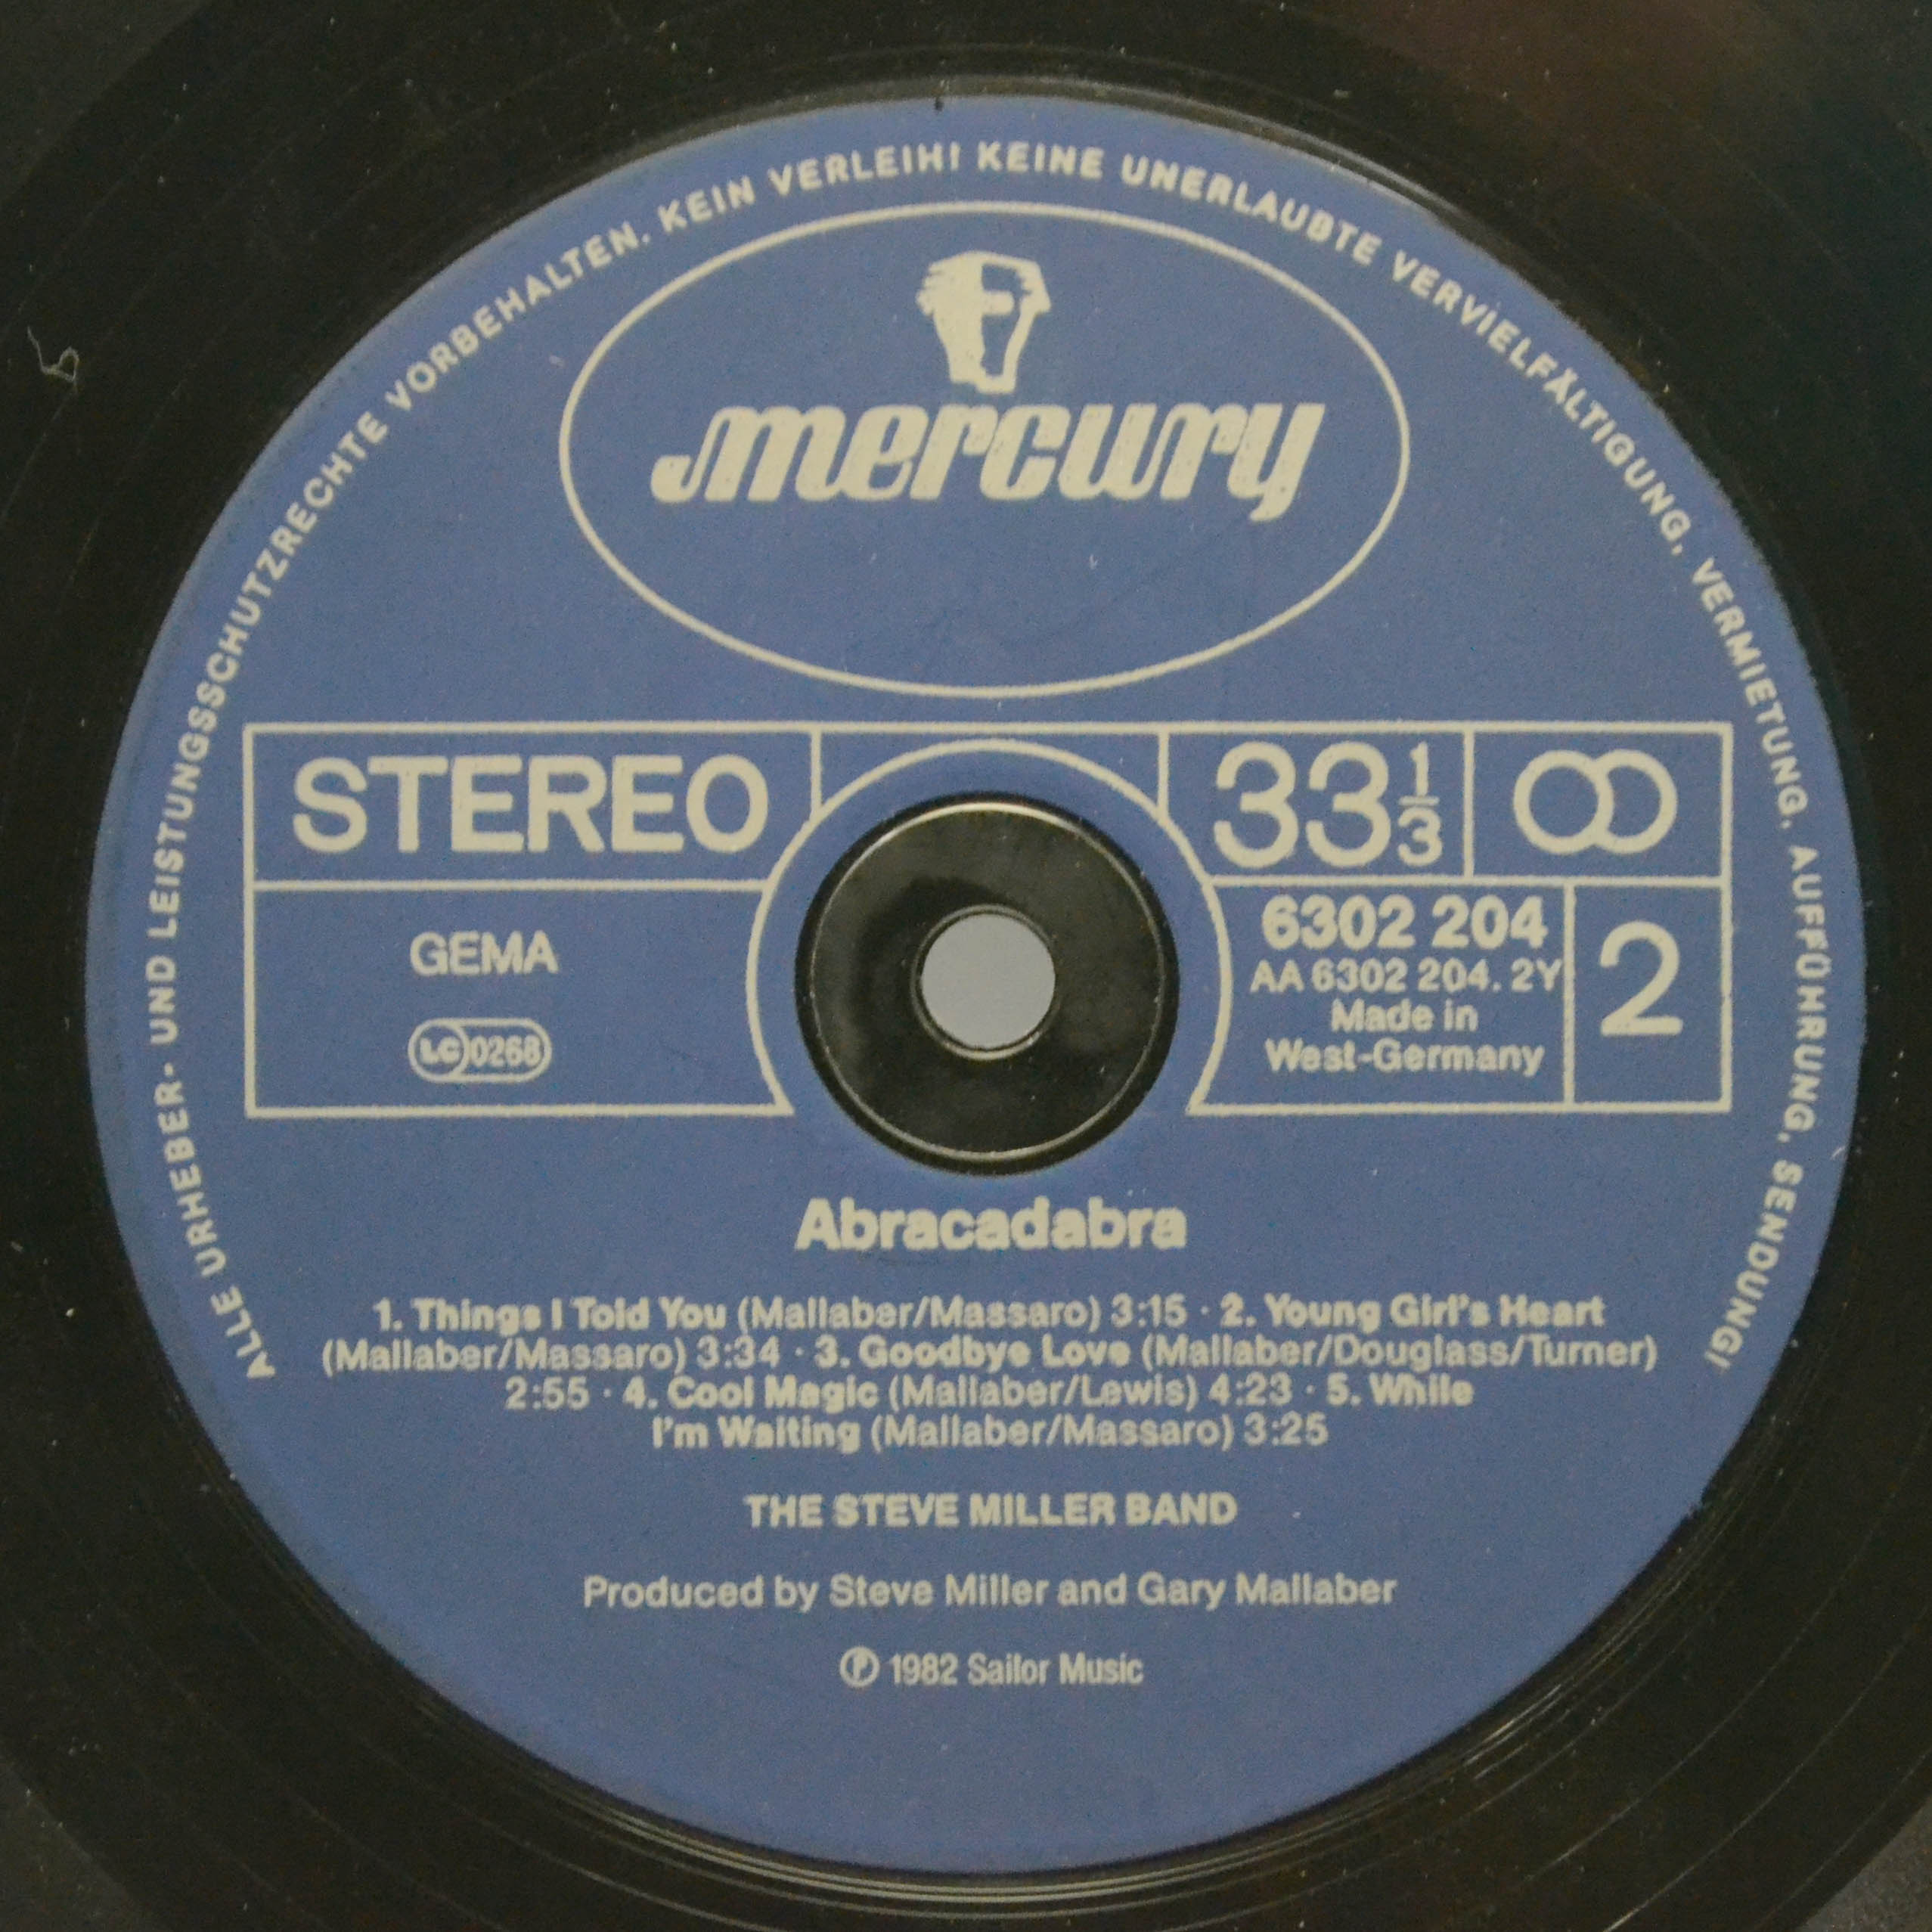 ALLE URHEBER- UND LEISTUNGSSCHUTZRECHTE VORBEHALTEN. KEIN VERLEIH! KEINE UNERLAUBTE VERVIELFÄLTIGUNG, VERMIETUNG, AUFFÜHRUNG, SENDUNG!
mercury
STEREO
33 1/3
GEMA
LC 0268
6302 204
AA 6302 204. 2Y
Made in
West-Germany
2
Abracadabra
1. Things I Told You (Mallaber/Massaro) 3:15 · 2. Young Girl's Heart
(Mallaber/Massaro) 3:34 · 3. Goodbye Love (Mallaber/Douglass/Turner)
2:55 · 4. Cool Magic (Mallaber/Lewis) 4:23 · 5. While
I'm Waiting (Mallaber/Massaro) 3:25
THE STEVE MILLER BAND
Produced by Steve Miller and Gary Mallaber
℗ 1982 Sailor Music